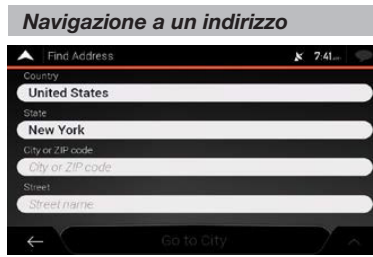 Navigazione a un indirizzo
Find Address
7:41
Country
United States
State
New York
City or ZIP code
City or ZIP code
Street
Street name
Go to City